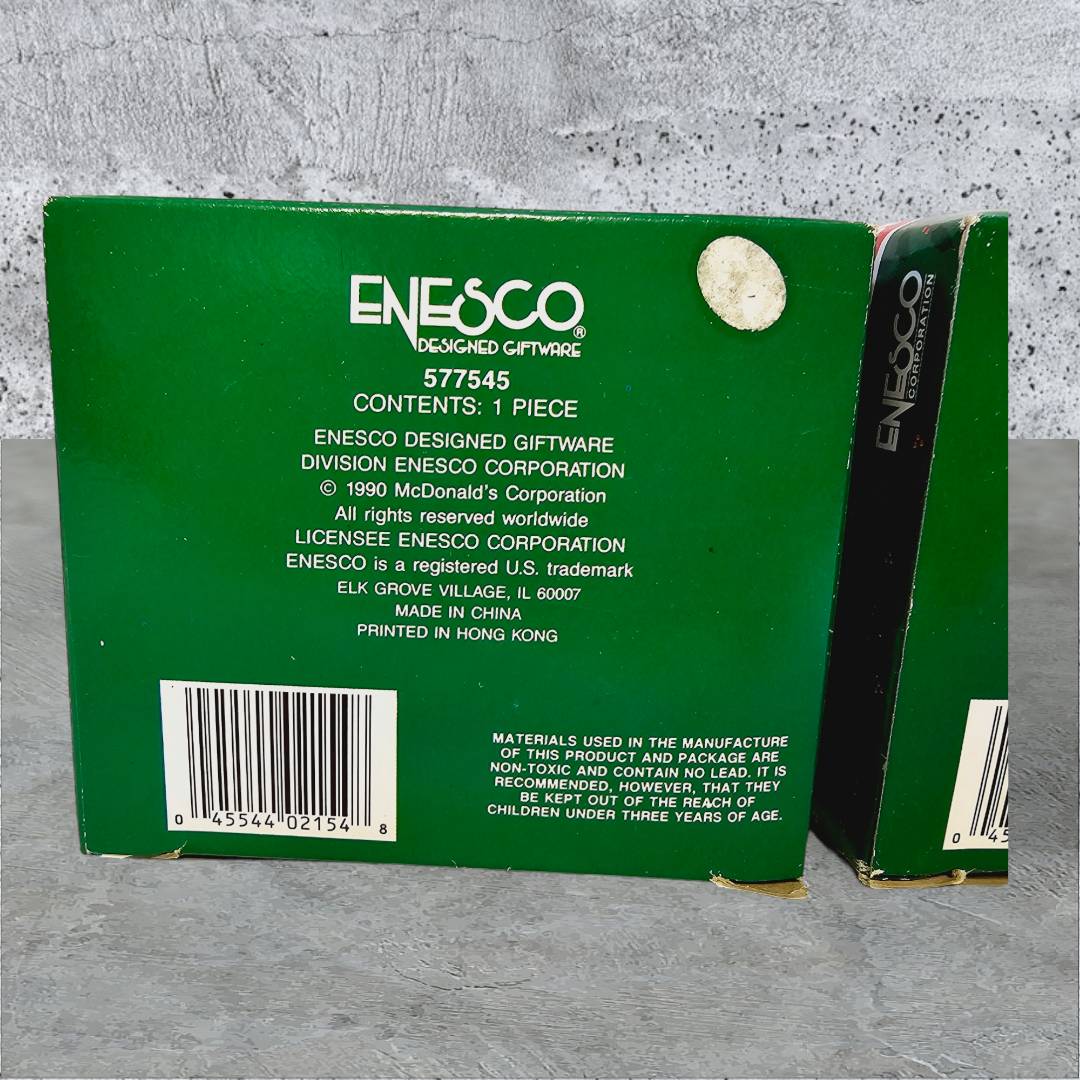 ENESCO®
DESIGNED GIFTWARE
577545
CONTENTS: 1 PIECE
ENESCO DESIGNED GIFTWARE
DIVISION ENESCO CORPORATION
© 1990 McDonald's Corporation
All rights reserved worldwide
LICENSEE ENESCO CORPORATION
ENESCO is a registered U.S. trademark
ELK GROVE VILLAGE, IL 60007
MADE IN CHINA
PRINTED IN HONG KONG
MATERIALS USED IN THE MANUFACTURE
OF THIS PRODUCT AND PACKAGE ARE
NON-TOXIC AND CONTAIN NO LEAD. IT IS
RECOMMENDED, HOWEVER, THAT THEY
BE KEPT OUT OF THE REACH OF
CHILDREN UNDER THREE YEARS OF AGE.
0 45544 02154 8
ENESCO
CORPORATION
0 45